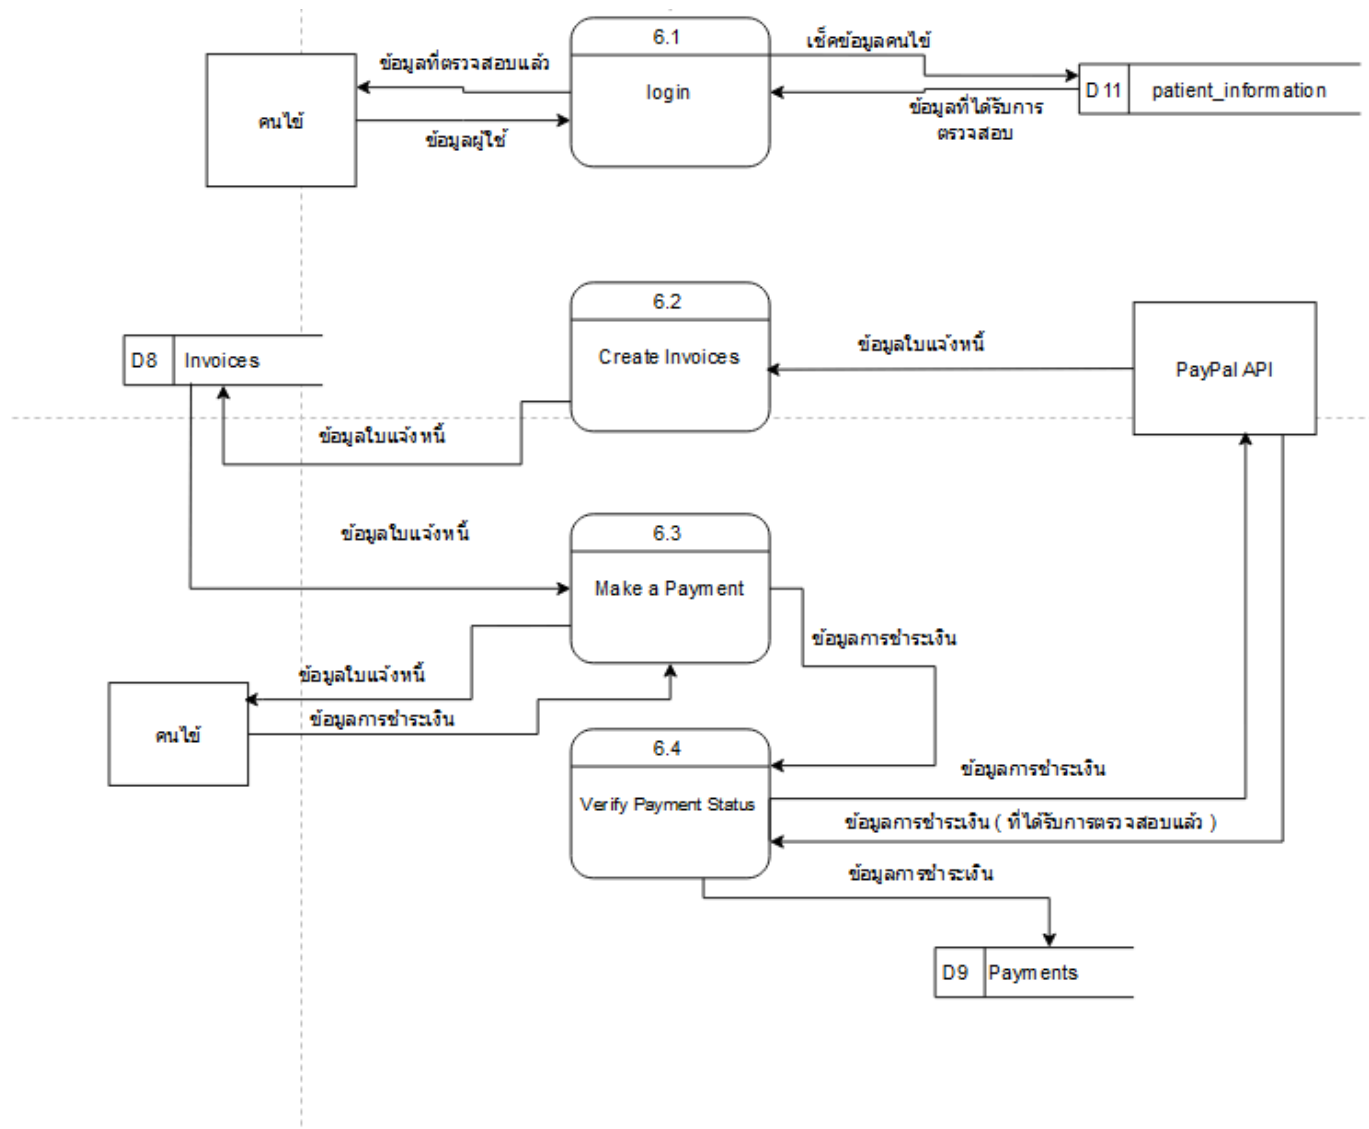 6.1
เช็คข้อมูลคนไข้
ข้อมูลที่ตรวจสอบแล้ว
login
D11 patient_information
คนไข้
ข้อมูลที่ได้รับการ
ตรวจสอบ
ข้อมูลผู้ใช้
6.2
D8 Invoices
Create Invoices
ข้อมูลใบแจ้งหนี้
PayPal API
ข้อมูลใบแจ้งหนี้
ข้อมูลใบแจ้งหนี้
6.3
Make a Payment
ข้อมูลการชำระเงิน
ข้อมูลใบแจ้งหนี้
ข้อมูลการชำระเงิน
คนไข้
6.4
ข้อมูลการชำระเงิน
Verify Payment Status
ข้อมูลการชำระเงิน ( ที่ได้รับการตรวจสอบแล้ว )
ข้อมูลการชำระเงิน
D9 Payments